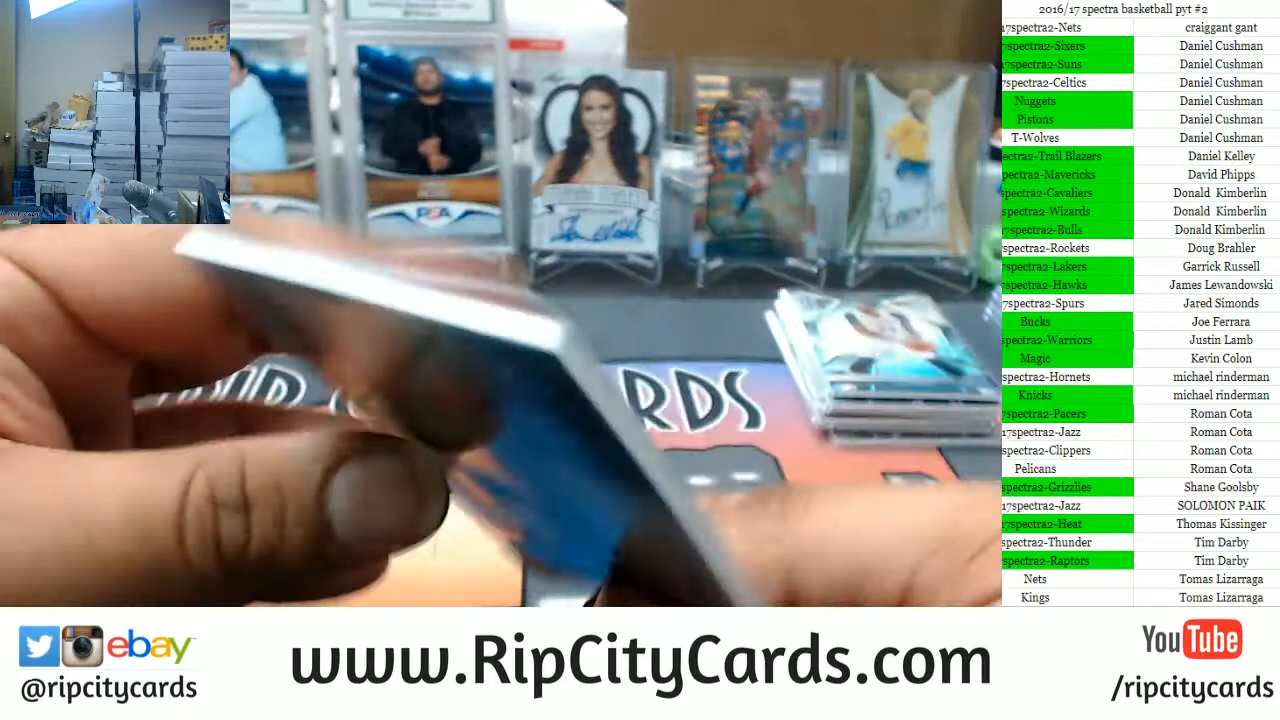 2016/17 spectra basketball pyt #2
17spectra2-Nets craiggant gant
7spectra2-Sixers Daniel Cushman
7spectra2-Suns Daniel Cushman
7spectra2-Celtics Daniel Cushman
Nuggets Daniel Cushman
Pistons Daniel Cushman
T-Wolves Daniel Cushman
ectra2-Trail Blazers Daniel Kelley
pectra2-Mavericks David Phipps
spectra2-Cavaliers Donald Kimberlin
spectra2-Wizards Donald Kimberlin
7spectra2-Bulls Donald Kimberlin
spectra2-Rockets Doug Brahler
7spectra2-Lakers Garrick Russell
7spectra2-Hawks James Lewandowski
7spectra2-Spurs Jared Simonds
Bucks Joe Ferrara
spectra2-Warriors Justin Lamb
Magic Kevin Colon
spectra2-Hornets michael rinderman
Knicks michael rinderman
7spectra2-Pacers Roman Cota
17spectra2-Jazz Roman Cota
spectra2-Clippers Roman Cota
Pelicans Roman Cota
spectra2-Grizzlies Shane Goolsby
17spectra2-Jazz SOLOMON PAIK
17spectra2-Heat Thomas Kissinger
spectra2-Thunder Tim Darby
spectra2-Raptors Tim Darby
Nets Tomas Lizarraga
Kings Tomas Lizarraga
PSA
RDS
ebay
@ripcitycards
www.RipCityCards.com
YouTube
/ripcitycards